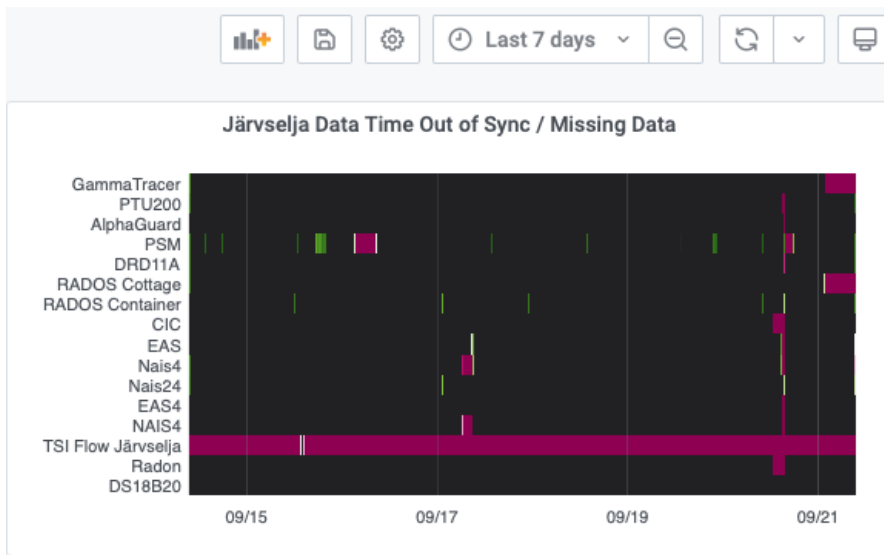 Last 7 days
Järvselja Data Time Out of Sync / Missing Data
GammaTracer
PTU200
AlphaGuard
PSM
DRD11A
RADOS Cottage
RADOS Container
CIC
EAS
Nais4
Nais24
EAS4
NAIS4
TSI Flow Järvselja
Radon
DS18B20
09/15 09/17 09/19 09/21